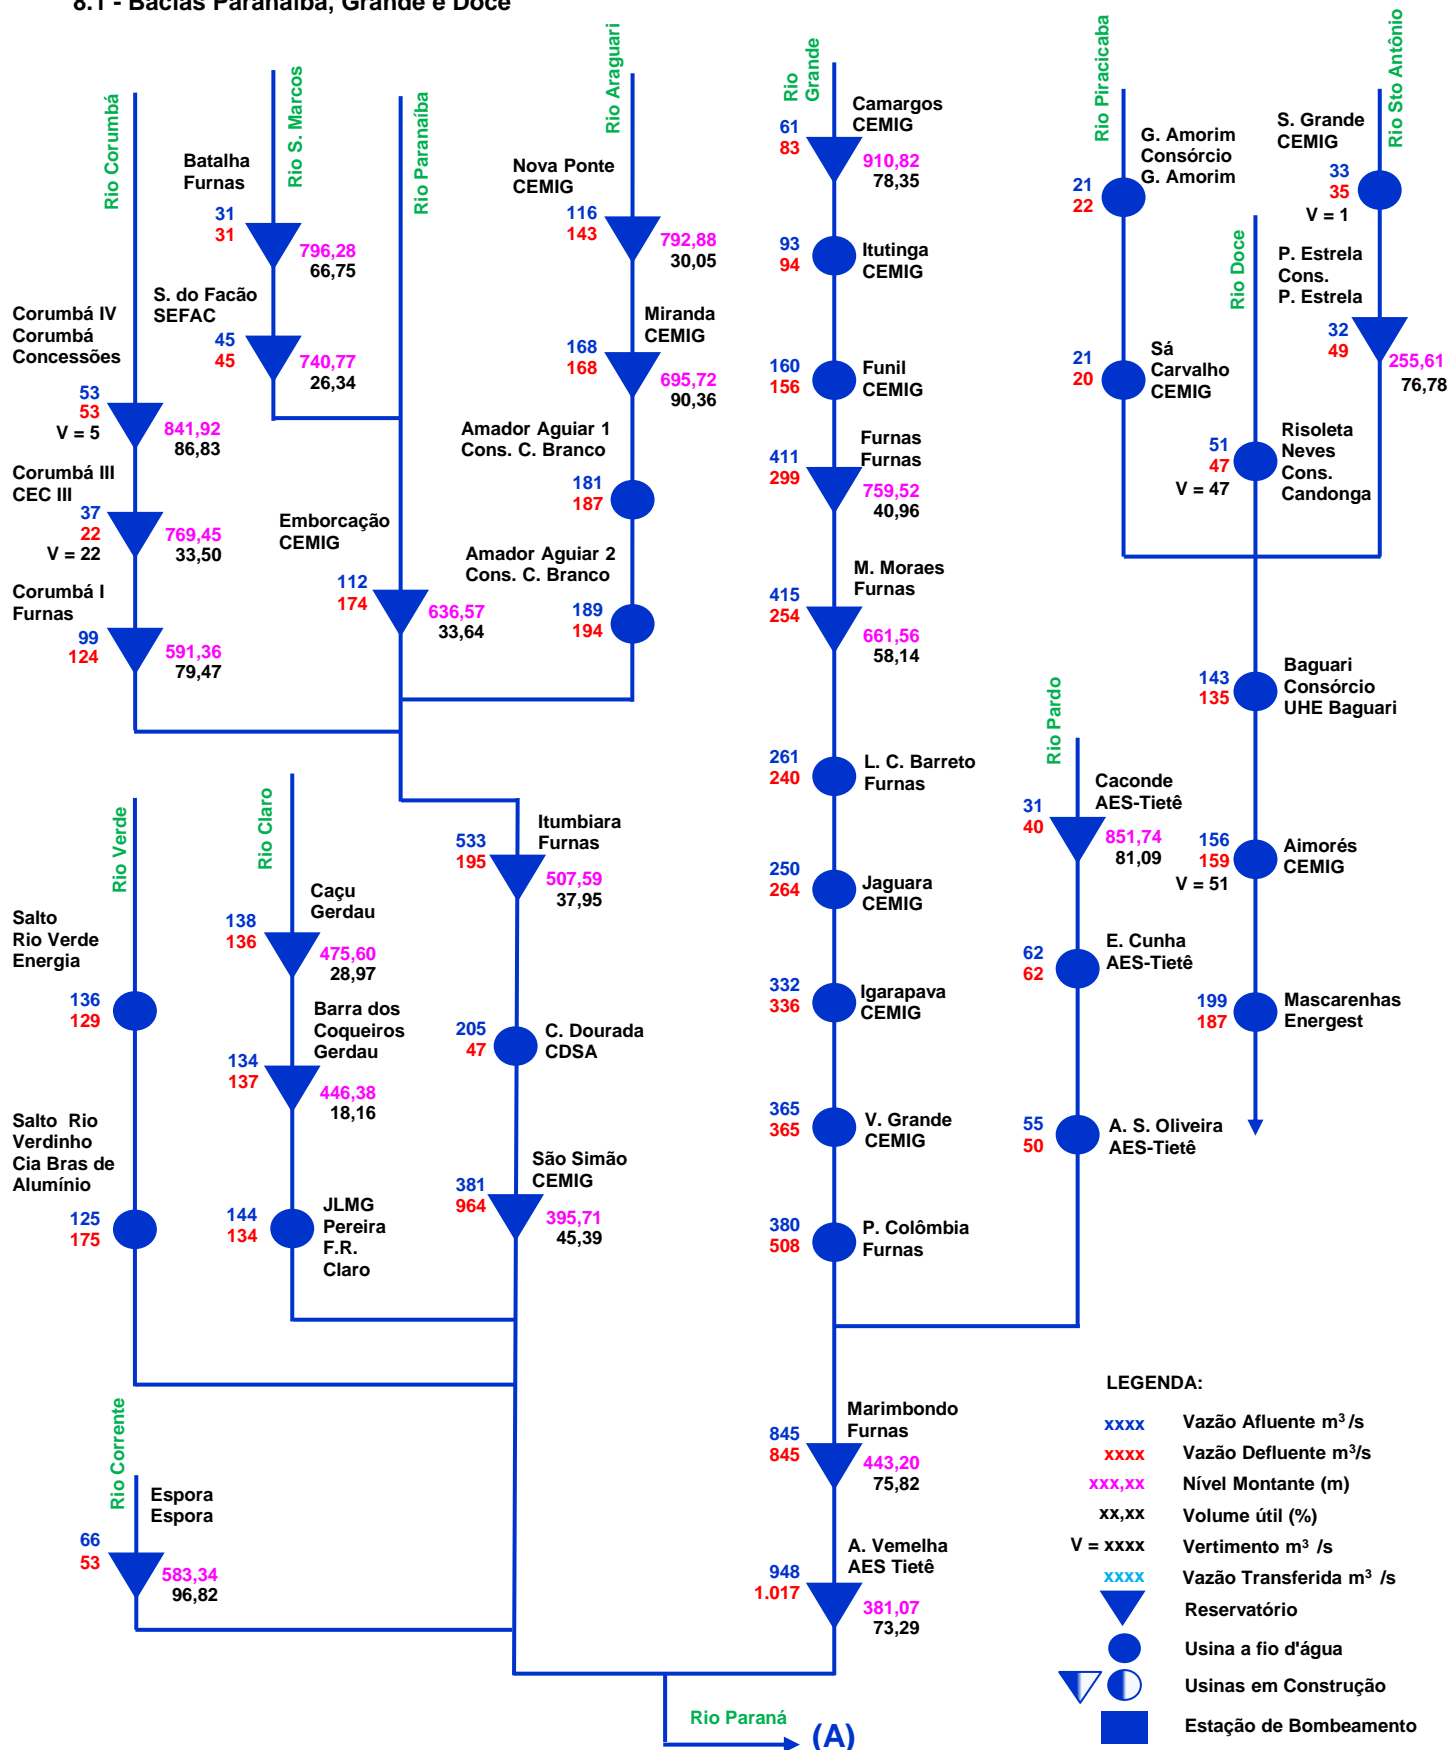 8.1 - Bacias Paranaíba, Grande e Doce
Rio Corumbá
Rio S. Marcos
Rio Paranaíba
Rio Araguari
Rio
Grande
Rio Piracicaba
Rio Doce
Rio Sto Antônio
Batalha
Furnas
31
31
796,28
66,75
S. do Facão
SEFAC
45
45
740,77
26,34
Corumbá IV
Corumbá
Concessões
53
53
V = 5
841,92
86,83
Corumbá III
CEC III
37
22
V = 22
769,45
33,50
Corumbá I
Furnas
99
124
591,36
79,47
Emborcação
CEMIG
112
174
636,57
33,64
Nova Ponte
CEMIG
116
143
792,88
30,05
Miranda
CEMIG
168
168
695,72
90,36
Amador Aguiar 1
Cons. C. Branco
181
187
Amador Aguiar 2
Cons. C. Branco
189
194
Camargos
CEMIG
61
83
910,82
78,35
93
94
Itutinga
CEMIG
160
156
Funil
CEMIG
Furnas
Furnas
411
299
759,52
40,96
M. Moraes
Furnas
415
254
661,56
58,14
261
240
L. C. Barreto
Furnas
250
264
Jaguara
CEMIG
332
336
Igarapava
CEMIG
365
365
V. Grande
CEMIG
380
508
P. Colômbia
Furnas
G. Amorim
Consórcio
G. Amorim
21
22
21
20
Sá
Carvalho
CEMIG
S. Grande
CEMIG
33
35
V = 1
P. Estrela
Cons.
P. Estrela
32
49
255,61
76,78
51
47
V = 47
Risoleta
Neves
Cons.
Candonga
143
135
Baguari
Consórcio
UHE Baguari
156
159
V = 51
Aimorés
CEMIG
199
187
Mascarenhas
Energest
Rio Pardo
Caconde
AES-Tietê
31
40
851,74
81,09
62
62
E. Cunha
AES-Tietê
55
50
A. S. Oliveira
AES-Tietê
Rio Verde
Rio Claro
Itumbiara
Furnas
533
195
507,59
37,95
Caçu
Gerdau
138
136
475,60
28,97
Salto
Rio Verde
Energia
136
129
Barra dos
Coqueiros
Gerdau
134
137
446,38
18,16
205
47
C. Dourada
CDSA
Salto  Rio
Verdinho
Cia Bras de
Alumínio
125
175
144
134
JLMG
Pereira
F.R.
Claro
São Simão
CEMIG
381
964
395,71
45,39
Rio Corrente
Espora
Espora
66
53
583,34
96,82
Marimbondo
Furnas
845
845
443,20
75,82
A. Vemelha
AES Tietê
948
1.017
381,07
73,29
Rio Paraná
(A)
LEGENDA:
xxxx Vazão Afluente m³/s
xxxx Vazão Defluente m³/s
xxx,xx Nível Montante (m)
xx,xx Volume útil (%)
V = xxxx Vertimento m³ /s
xxxx Vazão Transferida m³ /s
Reservatório
Usina a fio d'água
Usinas em Construção
Estação de Bombeamento